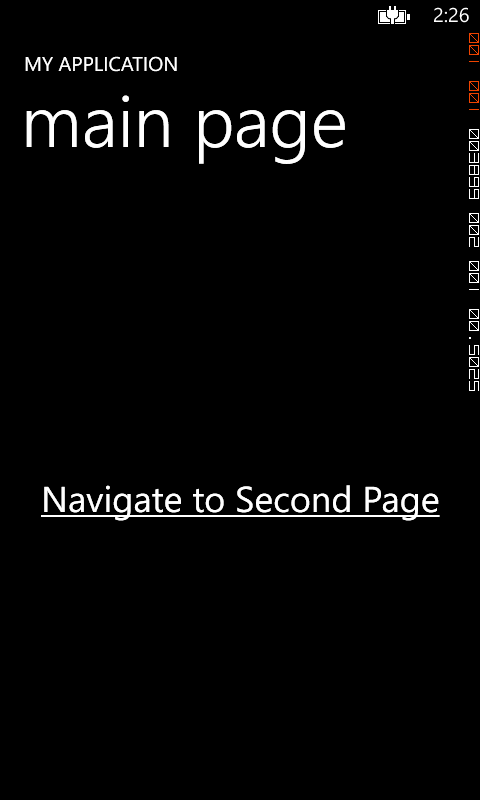 2:26
MY APPLICATION
main page
Navigate to Second Page